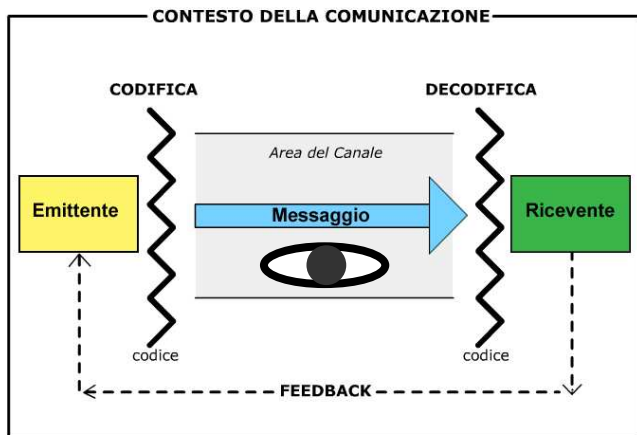 CONTESTO DELLA COMUNICAZIONE
CODIFICA
DECODIFICA
Area del Canale
Emittente
Messaggio
Ricevente
codice
codice
FEEDBACK